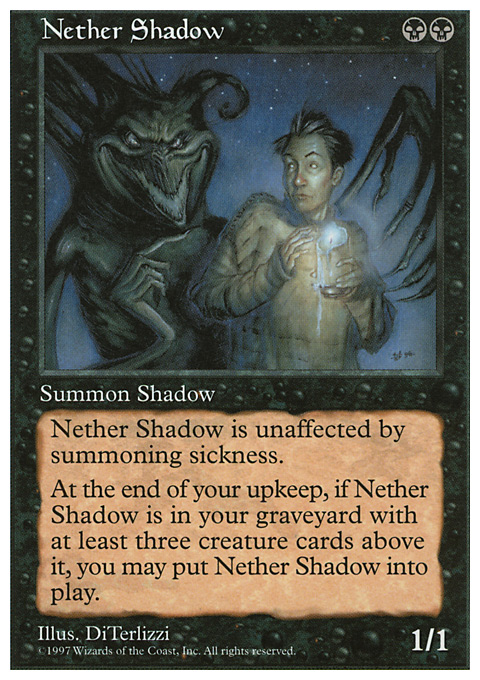 Nether Shadow
Summon Shadow
Nether Shadow is unaffected by
summoning sickness.
At the end of your upkeep, if Nether
Shadow is in your graveyard with
at least three creature cards above
it, you may put Nether Shadow into
play.
Illus. DiTerlizzi
©1997 Wizards of the Coast, Inc. All rights reserved.
1/1